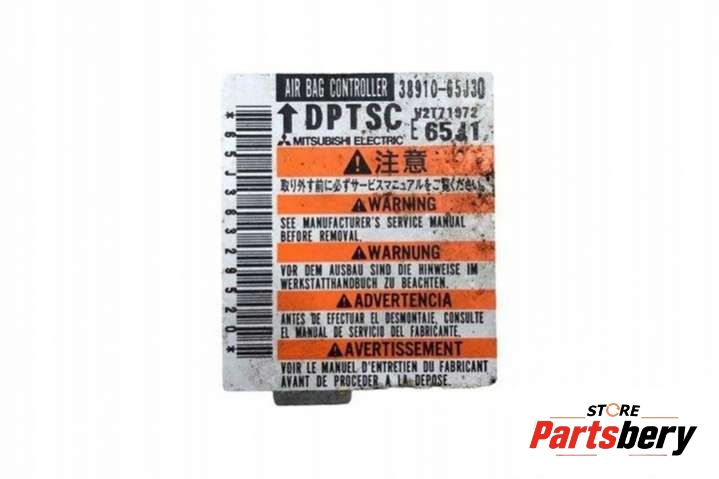 AIR BAG CONTROLLER 38910-65J30
↑DPTSC W2T71972
MITSUBISHI ELECTRIC E 65J1
*65J363329520*
⚠注意
取り外す前に必ずサービスマニュアルをご覧ください。
⚠WARNING
SEE MANUFACTURER'S SERVICE MANUAL
BEFORE REMOVAL.
⚠WARNUNG
VOR DEM AUSBAU SIND DIE HINWEISE IM
WERKSTATTHANDBUCH ZU BEACHTEN.
⚠ADVERTENCIA
ANTES DE EFECTUAR EL DESMONTAJE, CONSULTE
EL MANUAL DE SERVICIO DEL FABRICANTE.
⚠AVERTISSEMENT
VOIR LE MANUEL D'ENTRETIEN DU FABRICANT
AVANT DE PROCEDER A LA DEPOSE.
STORE
Partsbery